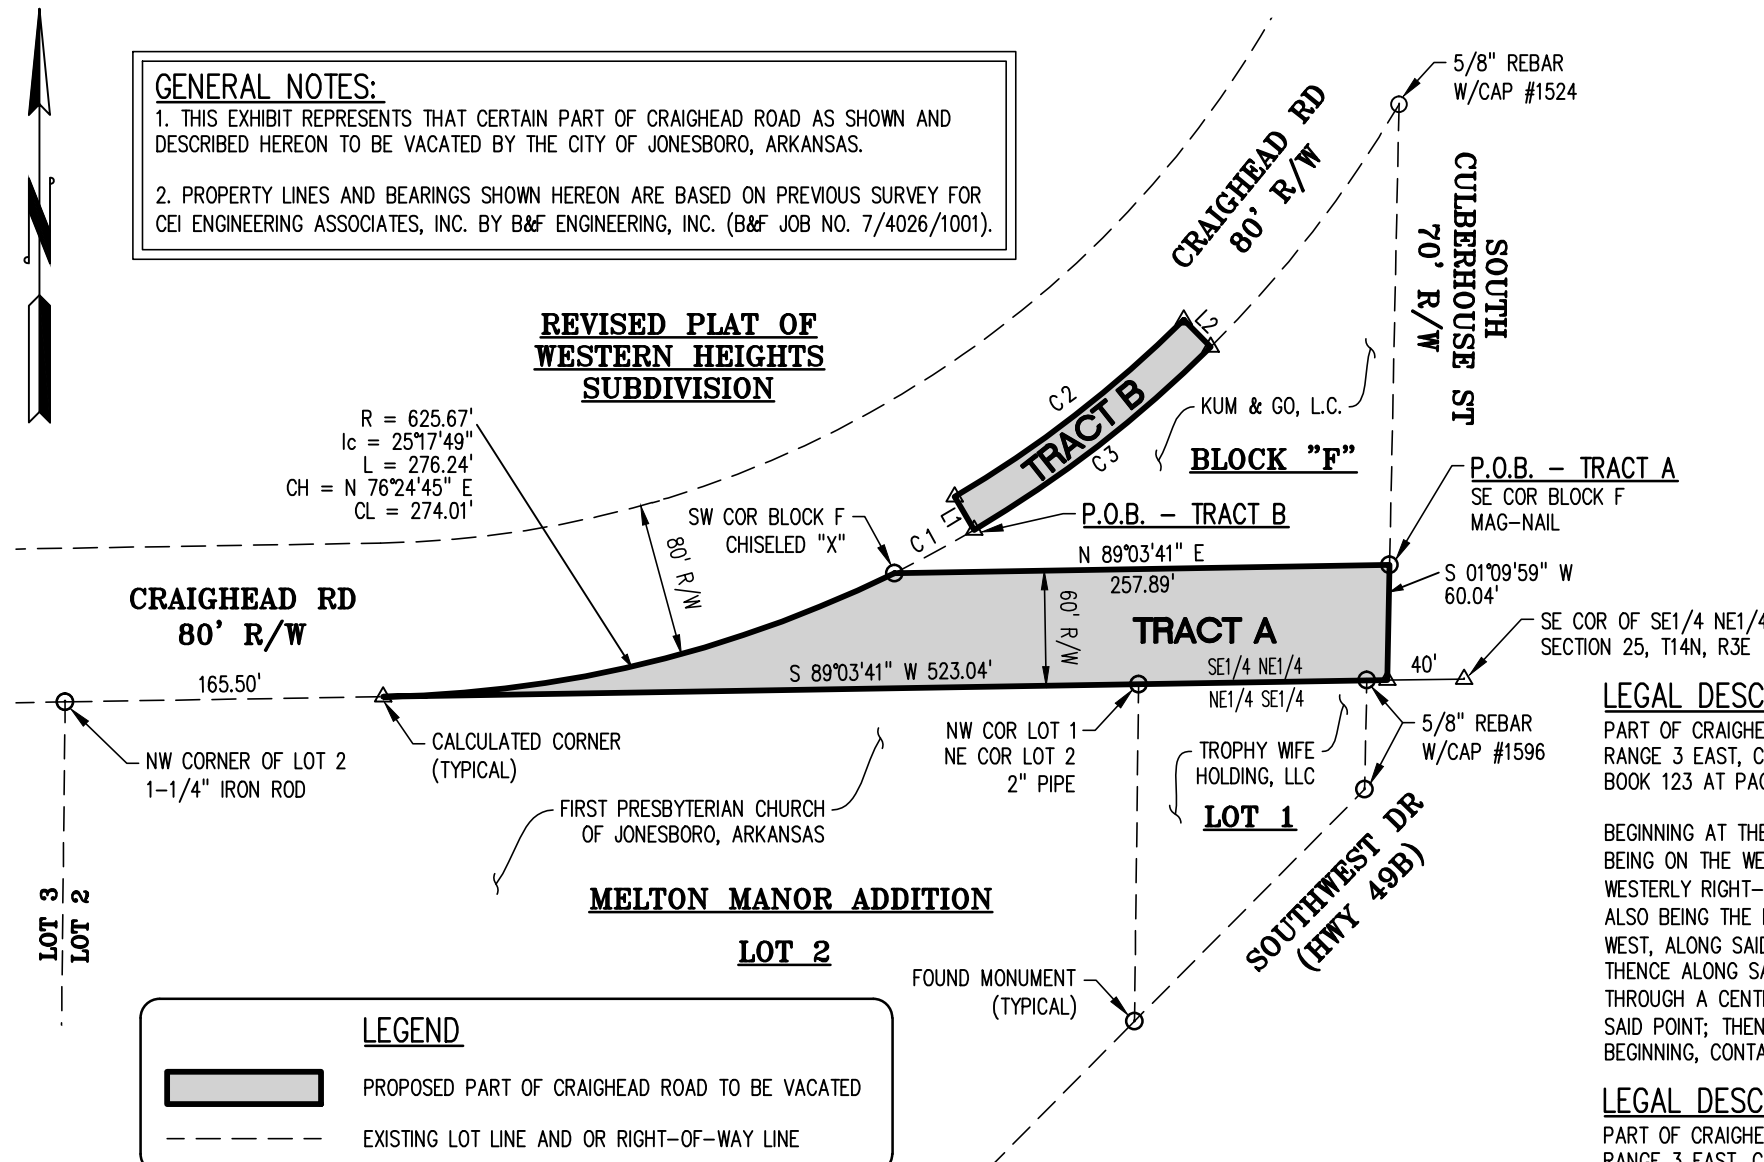 GENERAL NOTES:
1. THIS EXHIBIT REPRESENTS THAT CERTAIN PART OF CRAIGHEAD ROAD AS SHOWN AND
DESCRIBED HEREON TO BE VACATED BY THE CITY OF JONESBORO, ARKANSAS.
2. PROPERTY LINES AND BEARINGS SHOWN HEREON ARE BASED ON PREVIOUS SURVEY FOR
CEI ENGINEERING ASSOCIATES, INC. BY B&F ENGINEERING, INC. (B&F JOB NO. 7/4026/1001).
N
5/8" REBAR
W/CAP #1524
CRAIGHEAD RD
80' R/W
SOUTH
CULBERHOUSE ST
70' R/W
REVISED PLAT OF
WESTERN HEIGHTS
SUBDIVISION
R = 625.67'
Ic = 25°17'49"
L = 276.24'
CH = N 76°24'45" E
CL = 274.01'
L2
C2
TRACT B
C3
L1
C1
KUM & GO, L.C.
BLOCK "F"
P.O.B. - TRACT A
SE COR BLOCK F
MAG-NAIL
SW COR BLOCK F
CHISELED "X"
P.O.B. - TRACT B
80' R/W
N 89°03'41" E
257.89'
60' R/W
TRACT A
S 01°09'59" W
60.04'
SE COR OF SE1/4 NE1/4
SECTION 25, T14N, R3E
CRAIGHEAD RD
80' R/W
165.50'
S 89°03'41" W 523.04'
SE1/4 NE1/4
NE1/4 SE1/4
40'
NW CORNER OF LOT 2
1-1/4" IRON ROD
CALCULATED CORNER
(TYPICAL)
NW COR LOT 1
NE COR LOT 2
2" PIPE
TROPHY WIFE
HOLDING, LLC
LOT 1
5/8" REBAR
W/CAP #1596
FIRST PRESBYTERIAN CHURCH
OF JONESBORO, ARKANSAS
MELTON MANOR ADDITION
LOT 2
LOT 3
LOT 2
SOUTHWEST DR
(HWY 49B)
FOUND MONUMENT
(TYPICAL)
LEGEND
PROPOSED PART OF CRAIGHEAD ROAD TO BE VACATED
EXISTING LOT LINE AND OR RIGHT-OF-WAY LINE
LEGAL DESC
PART OF CRAIGHE
RANGE 3 EAST, C
BOOK 123 AT PAG
BEGINNING AT THE
BEING ON THE WE
WESTERLY RIGHT-
ALSO BEING THE
WEST, ALONG SAID
THENCE ALONG SA
THROUGH A CENT
SAID POINT; THEN
BEGINNING, CONTA
LEGAL DESC
PART OF CRAIGHE
RANGE 3 EAST, C